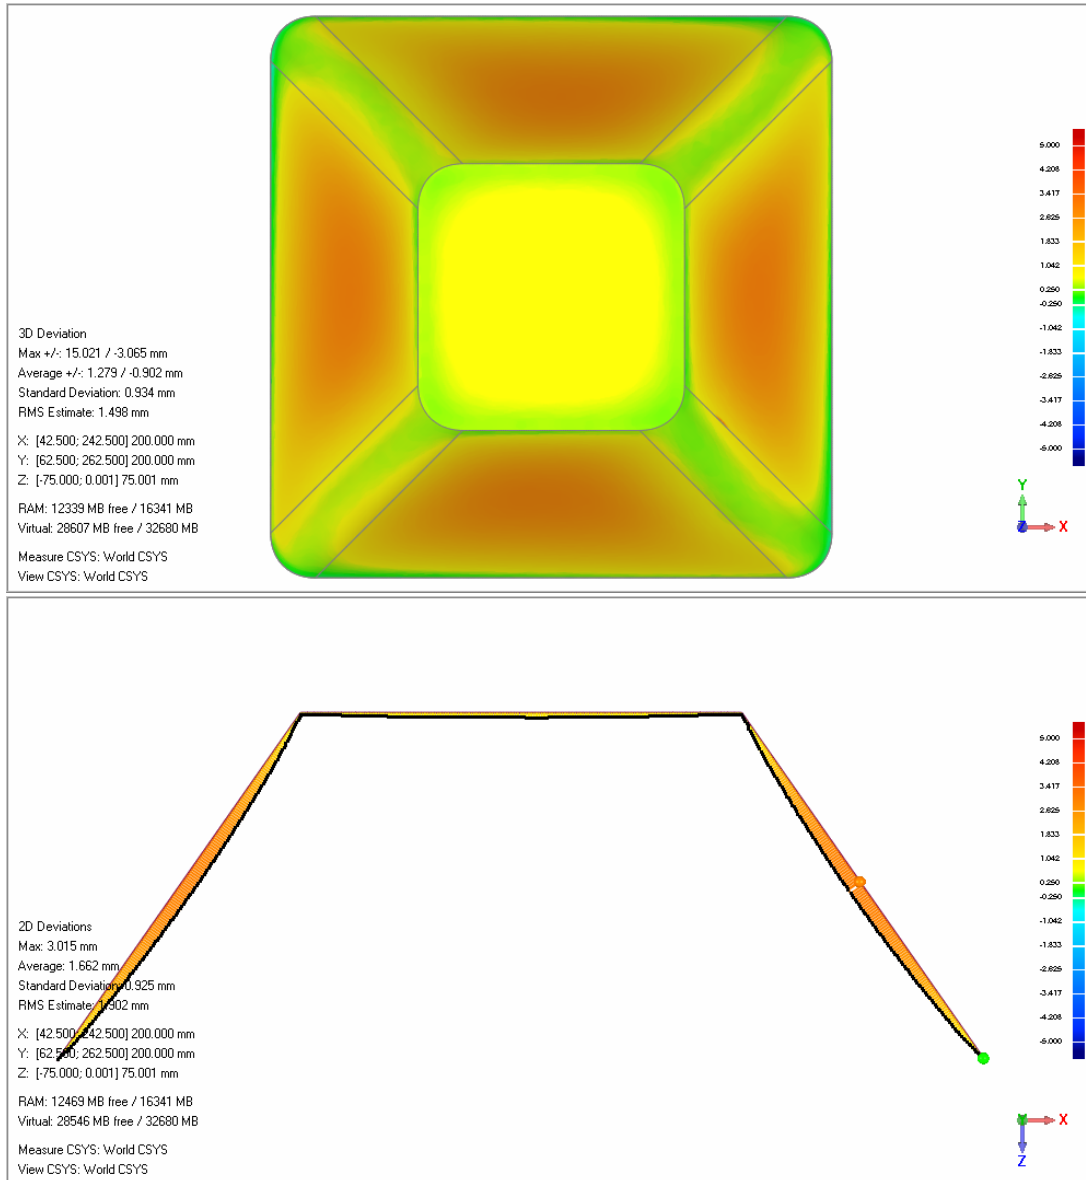 5.000
4.208
3.417
2.625
1.833
1.042
0.250
-0.250
-1.042
-1.833
-2.625
-3.417
-4.208
-5.000
3D Deviation
Max +/-: 15.021 / -3.065 mm
Average +/-: 1.279 / -0.902 mm
Standard Deviation: 0.934 mm
RMS Estimate: 1.498 mm
X: [42.500; 242.500] 200.000 mm
Y: [62.500; 262.500] 200.000 mm
Z: [-75.000; 0.001] 75.001 mm
RAM: 12339 MB free / 16341 MB
Virtual: 28607 MB free / 32680 MB
Measure CSYS: World CSYS
View CSYS: World CSYS
Y
Z
X
5.000
4.208
3.417
2.625
1.833
1.042
0.250
-0.250
-1.042
-1.833
-2.625
-3.417
-4.208
-5.000
2D Deviations
Max: 3.015 mm
Average: 1.662 mm
Standard Deviation: 0.925 mm
RMS Estimate: 1.902 mm
X: [42.500; 242.500] 200.000 mm
Y: [62.500; 262.500] 200.000 mm
Z: [-75.000; 0.001] 75.001 mm
RAM: 12469 MB free / 16341 MB
Virtual: 28546 MB free / 32680 MB
Measure CSYS: World CSYS
View CSYS: World CSYS
X
Z